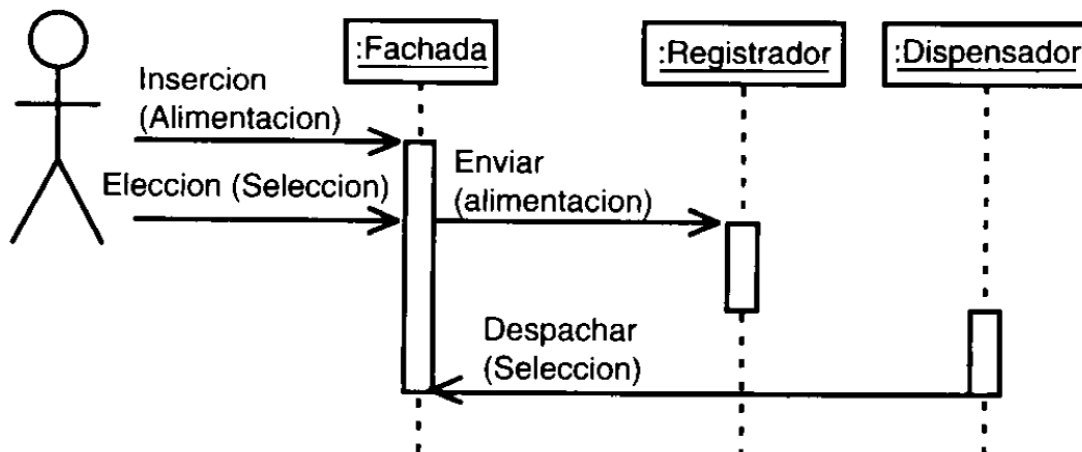 :Fachada
:Registrador
:Dispensador
Insercion
(Alimentacion)
Eleccion (Seleccion)
Enviar
(alimentacion)
Despachar
(Seleccion)